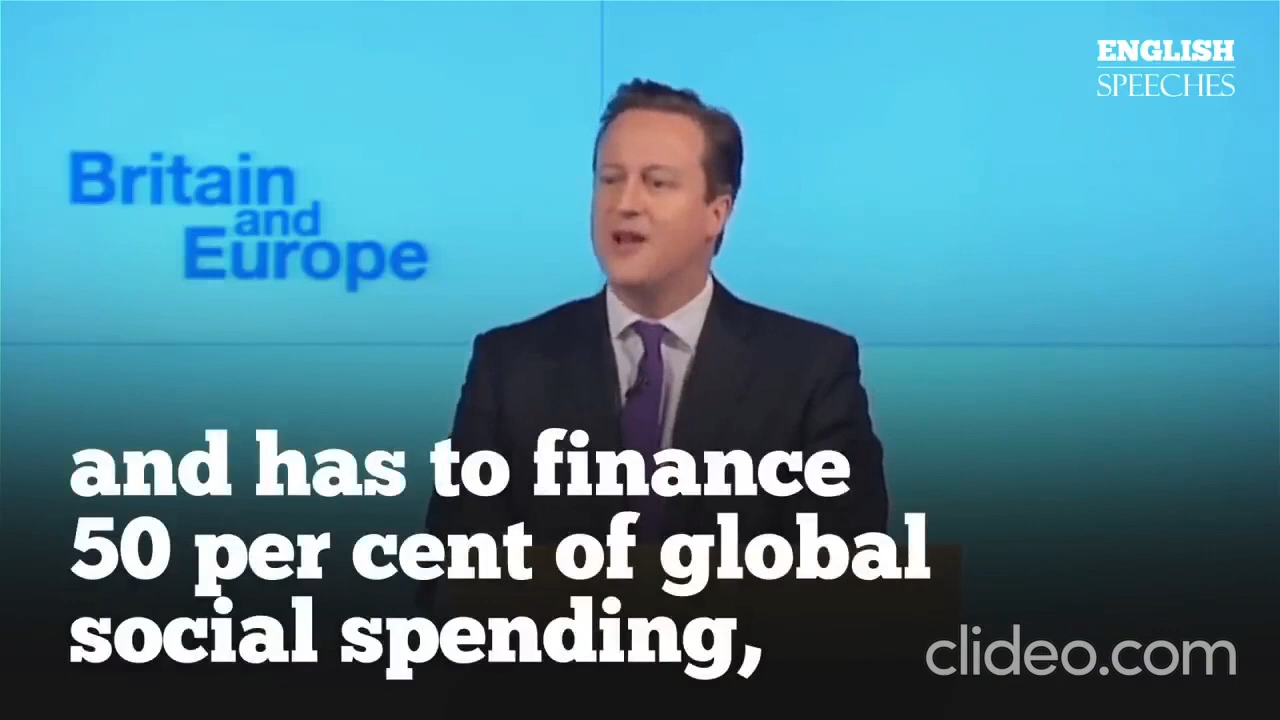 ENGLISH
SPEECHES
Britain
and
Europe
and has to finance
50 per cent of global
social spending,
clideo.com